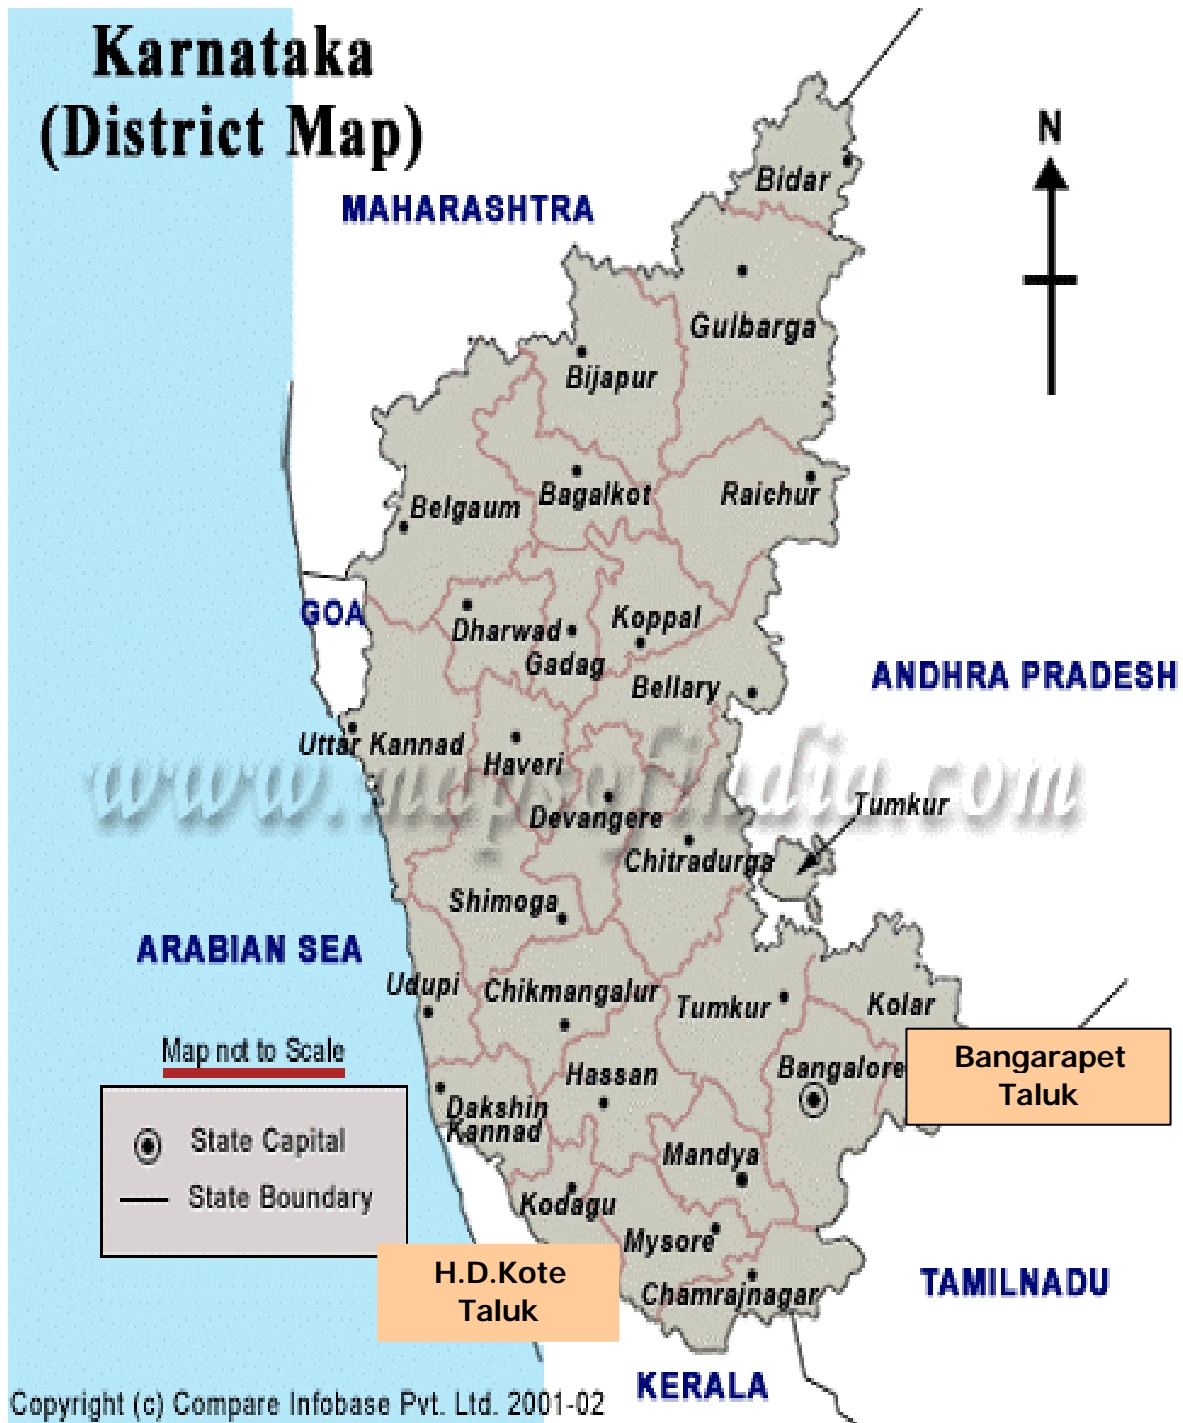 Karnataka
(District Map)
N
MAHARASHTRA
Bidar
Gulbarga
Bijapur
Belgaum
Bagalkot
Raichur
GOA
Dharwad
Gadag
Koppal
Bellary
ANDHRA PRADESH
Uttar Kannad
Haveri
www.mapsofindia.com
Devangere
Tumkur
Chitradurga
Shimoga
ARABIAN SEA
Udupi
Chikmangalur
Tumkur
Kolar
Map not to Scale
Hassan
Bangalore
Bangarapet
Taluk
Dakshin
Kannad
State Capital
State Boundary
Mandya
Kodagu
Mysore
H.D.Kote
Taluk
Chamrajnagar
TAMILNADU
KERALA
Copyright (c) Compare Infobase Pvt. Ltd. 2001-02